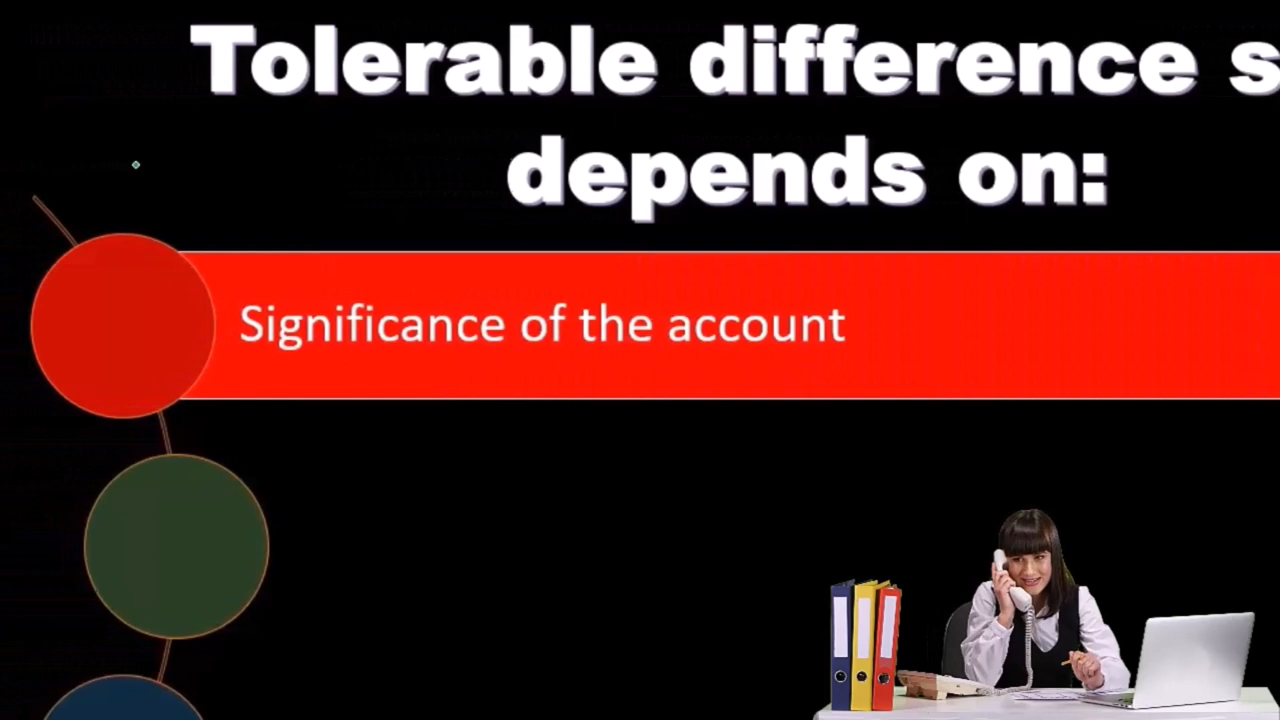 Tolerable difference s
depends on:
Significance of the account